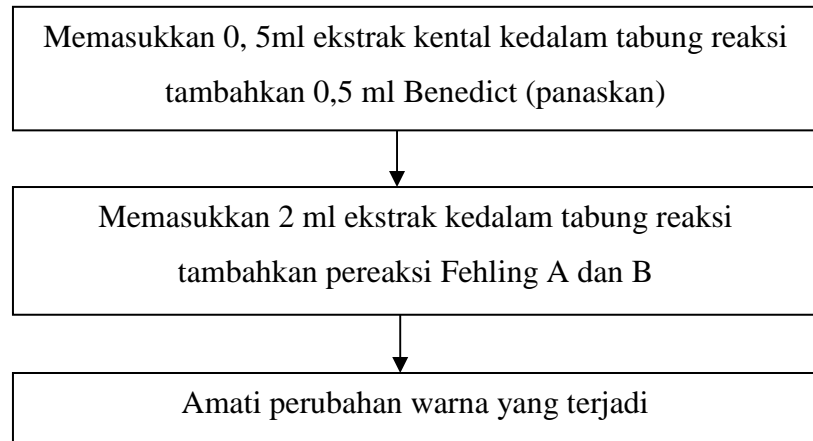 Memasukkan 0, 5ml ekstrak kental kedalam tabung reaksi
tambahkan 0,5 ml Benedict (panaskan)
Memasukkan 2 ml ekstrak kedalam tabung reaksi
tambahkan pereaksi Fehling A dan B
Amati perubahan warna yang terjadi